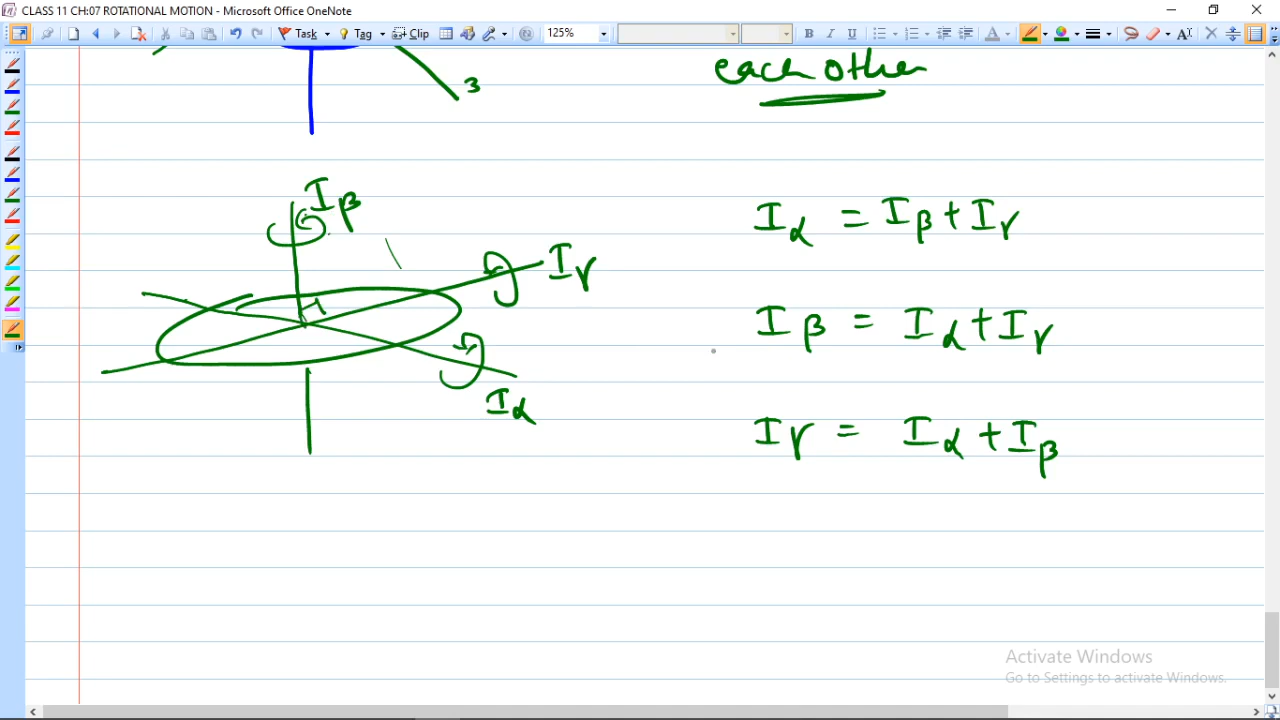 CLASS 11 CH:07 ROTATIONAL MOTION - Microsoft Office OneNote
Task
Tag
Clip
125%
B I U
each other
3
Iβ
Iγ
Iα
Iα = Iβ + Iγ
Iβ = Iα + Iγ
Iγ = Iα + Iβ
Activate Windows
Go to Settings to activate Windows.